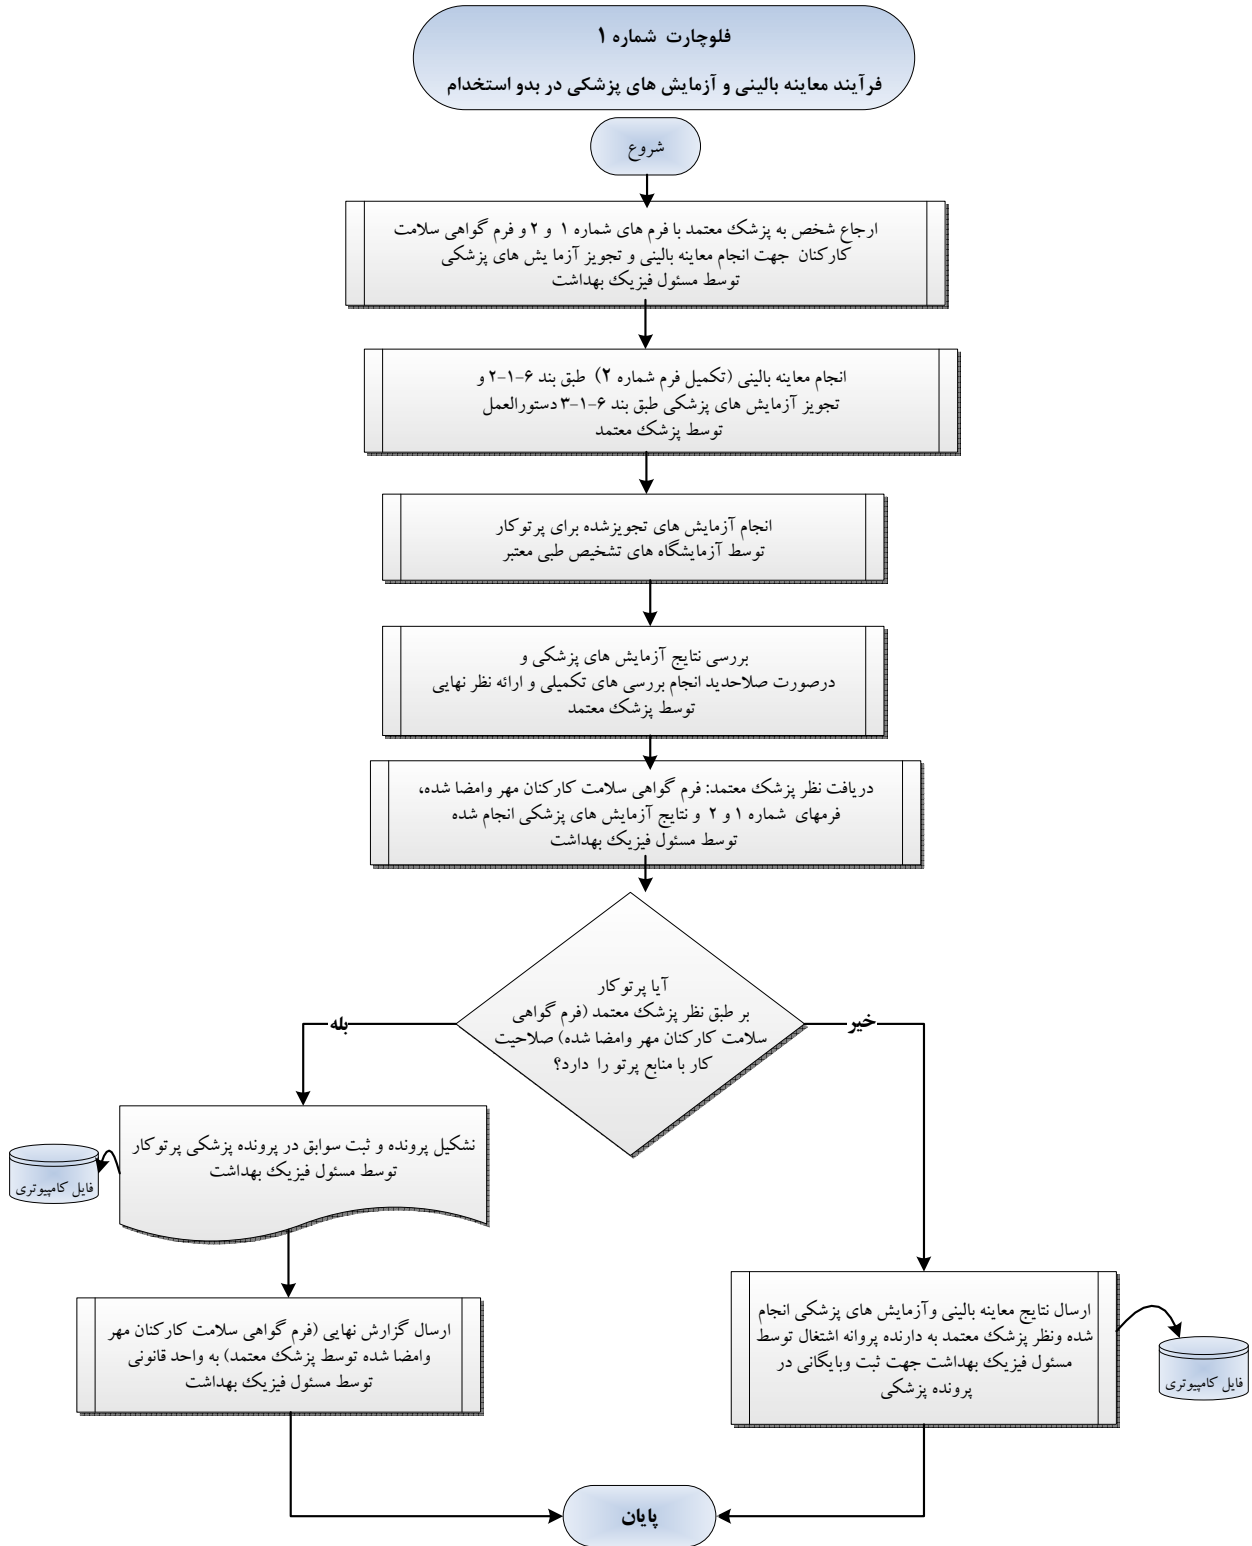 فلوچارت شماره ۱
فرآیند معاینه بالینی و آزمایش های پزشکی در بدو استخدام
شروع
ارجاع شخص به پزشک معتمد با فرم های شماره ۱ و ۲ و فرم گواهی سلامت
کارکنان جهت انجام معاینه بالینی و تجویز آزما یش های پزشکی
توسط مسئول فیزیک بهداشت
انجام معاینه بالینی (تکمیل فرم شماره ۲) طبق بند ۶-۱-۲ و
تجویز آزمایش های پزشکی طبق بند ۶-۱-۳ دستورالعمل
توسط پزشک معتمد
انجام آزمایش های تجویزشده برای پرتوکار
توسط آزمایشگاه های تشخیص طبی معتبر
بررسی نتایج آزمایش های پزشکی و
درصورت صلاحدید انجام بررسی های تکمیلی و ارائه نظر نهایی
توسط پزشک معتمد
دریافت نظر پزشک معتمد: فرم گواهی سلامت کارکنان مهر وامضا شده،
فرمهای شماره ۱ و ۲ و نتایج آزمایش های پزشکی انجام شده
توسط مسئول فیزیک بهداشت
آیا پرتوکار
بر طبق نظر پزشک معتمد (فرم گواهی
سلامت کارکنان مهر وامضا شده) صلاحیت
کار با منابع پرتو را دارد؟
خیر
بله
تشکیل پرونده و ثبت سوابق در پرونده پزشکی پرتوکار
توسط مسئول فیزیک بهداشت
فایل کامپیوتری
ارسال گزارش نهایی (فرم گواهی سلامت کارکنان مهر
وامضا شده توسط پزشک معتمد) به واحد قانونی
توسط مسئول فیزیک بهداشت
ارسال نتایج معاینه بالینی وآزمایش های پزشکی انجام
شده ونظر پزشک معتمد به دارنده پروانه اشتغال توسط
مسئول فیزیک بهداشت جهت ثبت وبایگانی در
پرونده پزشکی
فایل کامپیوتری
پایان